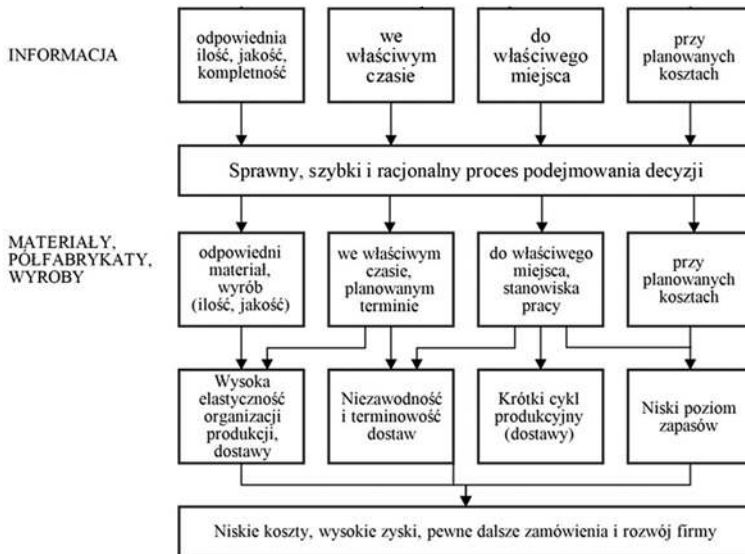 INFORMACJA
odpowiednia
ilość, jakość,
kompletność
we
właściwym
czasie
do
właściwego
miejsca
przy
planowanych
kosztach
Sprawny, szybki i racjonalny proces podejmowania decyzji
MATERIAŁY,
PÓŁFABRYKATY,
WYROBY
odpowiedni
materiał,
wyrób
(ilość, jakość)
we właściwym
czasie,
planowanym
terminie
do właściwego
miejsca,
stanowiska
pracy
przy
planowanych
kosztach
Wysoka
elastyczność
organizacji
produkcji,
dostawy
Niezawodność
i terminowość
dostaw
Krótki cykl
produkcyjny
(dostawy)
Niski poziom
zapasów
Niskie koszty, wysokie zyski, pewne dalsze zamówienia i rozwój firmy